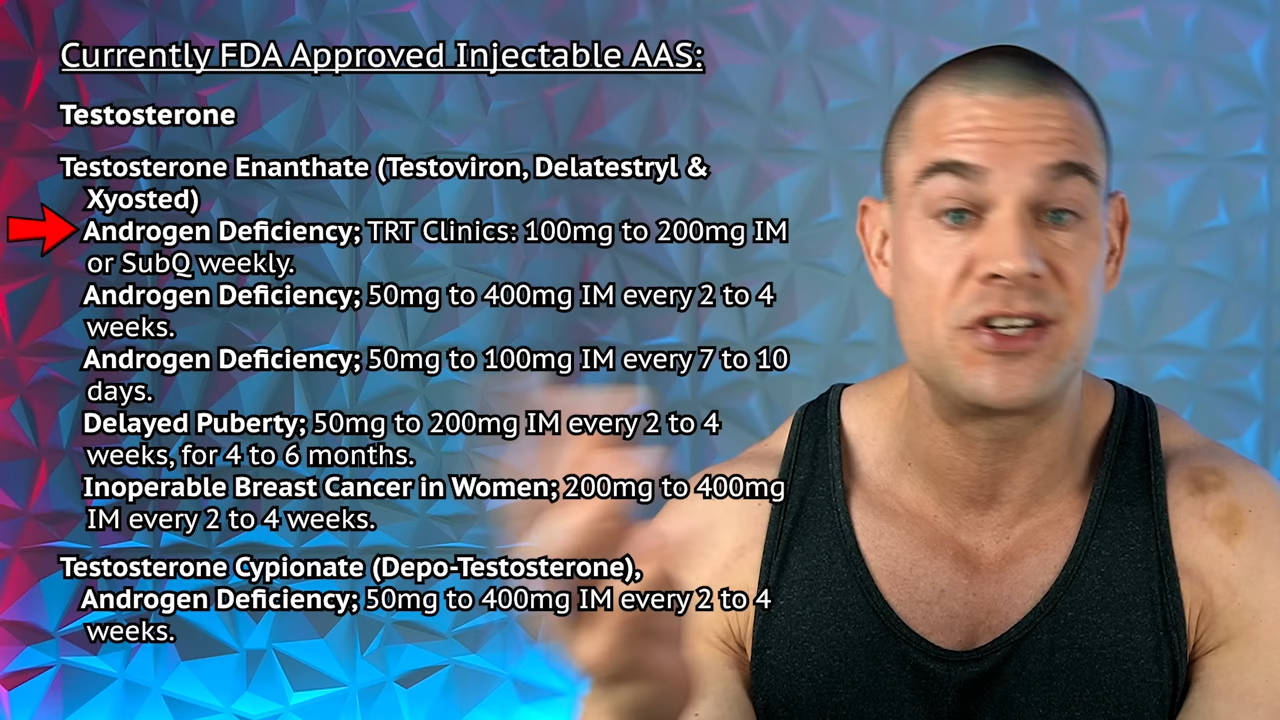 Currently FDA Approved Injectable AAS:
Testosterone
Testosterone Enanthate (Testoviron, Delatestryl &
Xyosted)
Androgen Deficiency; TRT Clinics: 100mg to 200mg IM
or SubQ weekly.
Androgen Deficiency; 50mg to 400mg IM every 2 to 4
weeks.
Androgen Deficiency; 50mg to 100mg IM every 7 to 10
days.
Delayed Puberty; 50mg to 200mg IM every 2 to 4
weeks, for 4 to 6 months.
Inoperable Breast Cancer in Women; 200mg to 400mg
IM every 2 to 4 weeks.
Testosterone Cypionate (Depo-Testosterone),
Androgen Deficiency; 50mg to 400mg IM every 2 to 4
weeks.